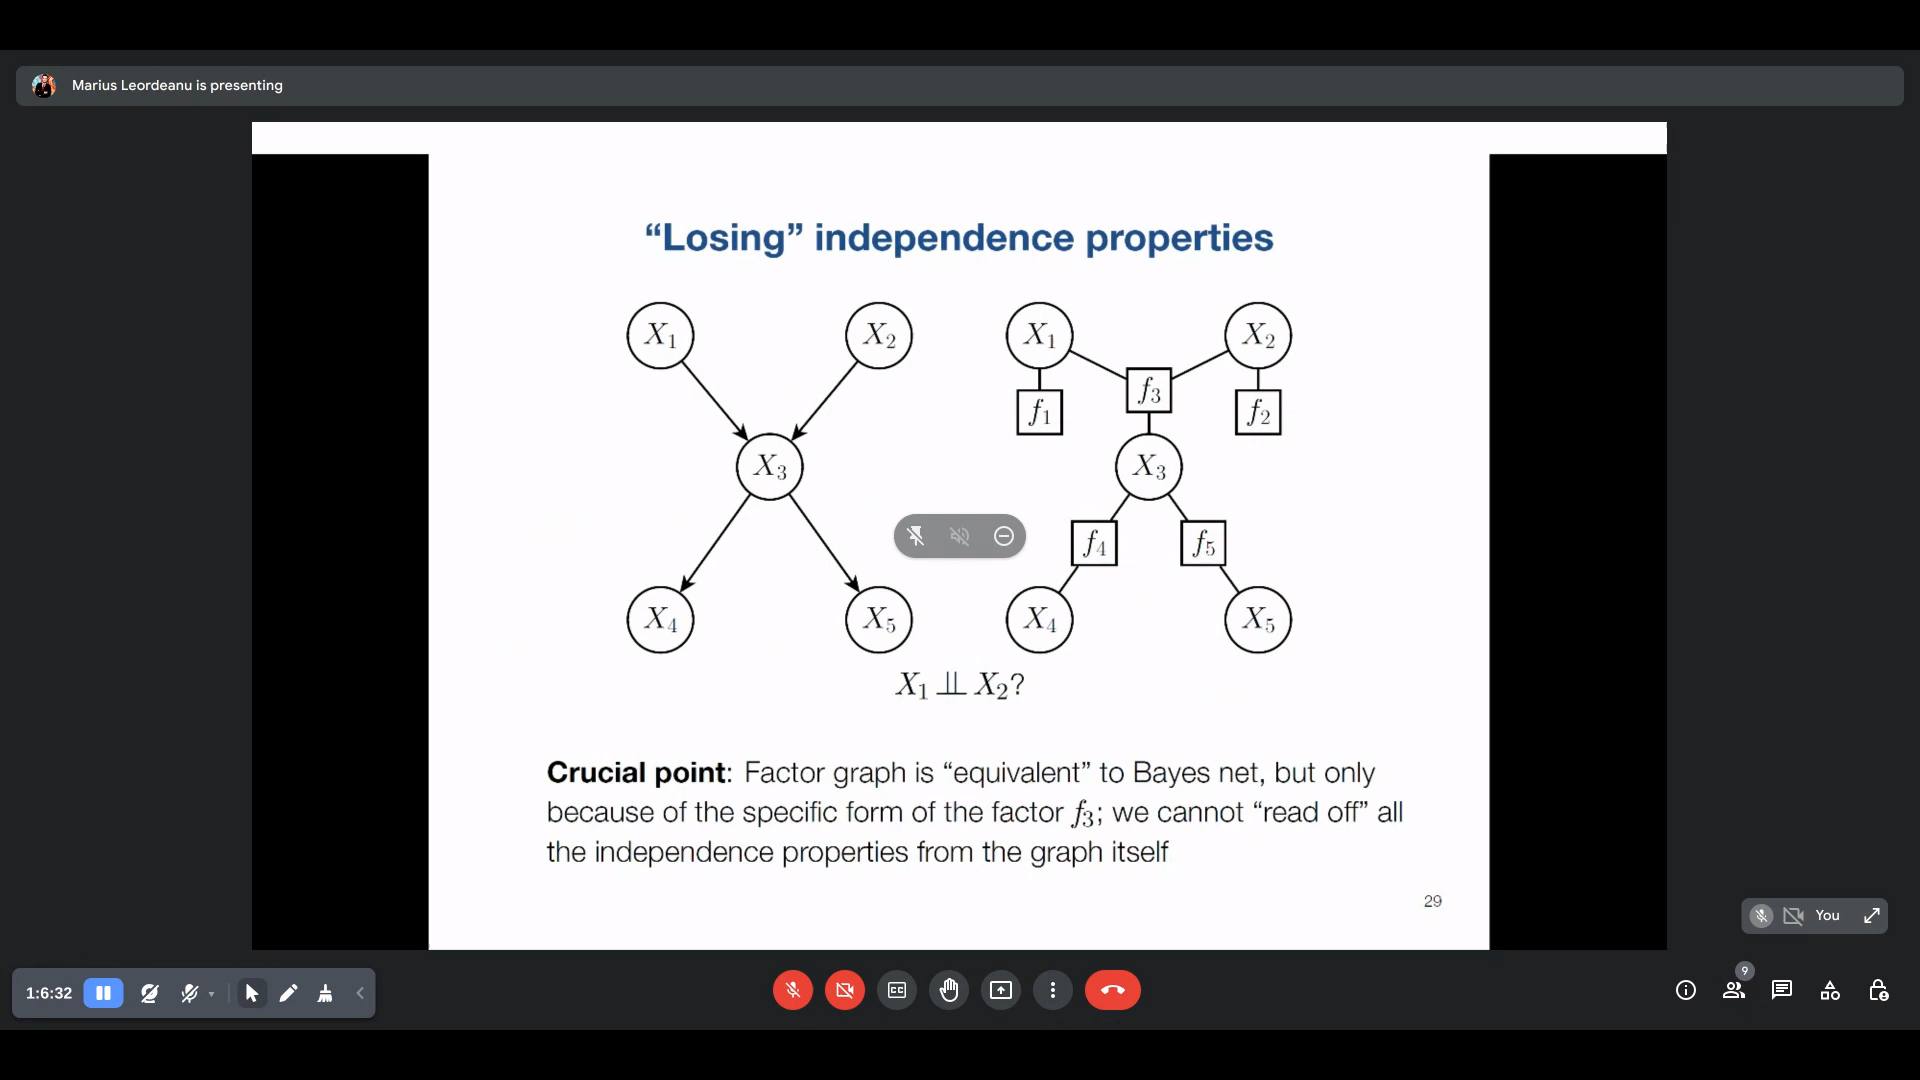 Marius Leordeanu is presenting
“Losing” independence properties
X₁ X₂ X₁ X₂
f₃
f₁ f₂
X₃ X₃
f₄ f₅
X₄ X₅ X₄ X₅
X₁ ⫫ X₂?
Crucial point: Factor graph is “equivalent” to Bayes net, but only
because of the specific form of the factor f₃; we cannot “read off” all
the independence properties from the graph itself
29
You
9
1:6:32
CC